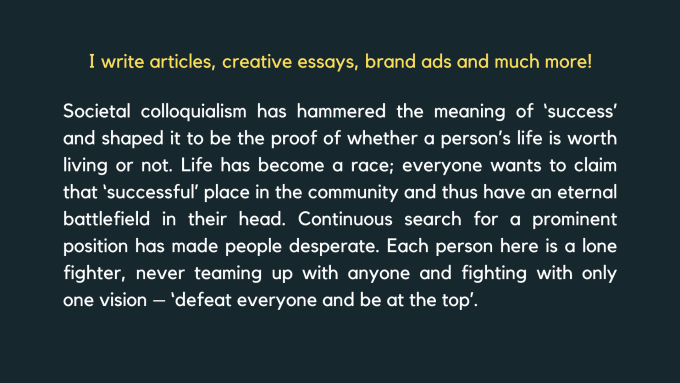 I write articles, creative essays, brand ads and much more!
Societal colloquialism has hammered the meaning of ‘success’
and shaped it to be the proof of whether a person’s life is worth
living or not. Life has become a race; everyone wants to claim
that ‘successful’ place in the community and thus have an eternal
battlefield in their head. Continuous search for a prominent
position has made people desperate. Each person here is a lone
fighter, never teaming up with anyone and fighting with only
one vision – ‘defeat everyone and be at the top’.